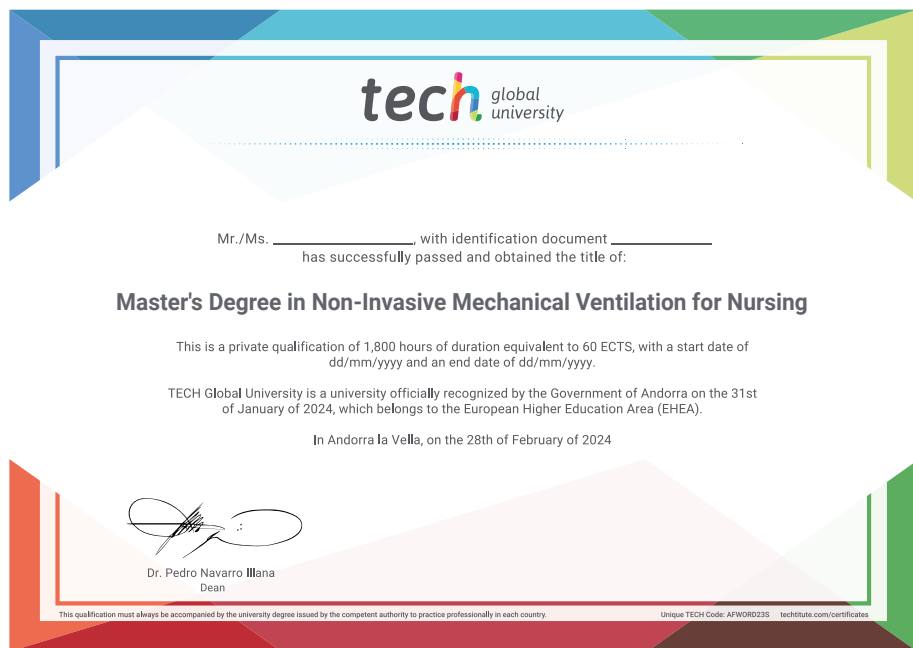 tech global
university
Mr./Ms. ____________, with identification document ____________
has successfully passed and obtained the title of:
Master's Degree in Non-Invasive Mechanical Ventilation for Nursing
This is a private qualification of 1,800 hours of duration equivalent to 60 ECTS, with a start date of
dd/mm/yyyy and an end date of dd/mm/yyyy.
TECH Global University is a university officially recognized by the Government of Andorra on the 31st
of January of 2024, which belongs to the European Higher Education Area (EHEA).
In Andorra la Vella, on the 28th of February of 2024
Dr. Pedro Navarro Illana
Dean
This qualification must always be accompanied by the university degree issued by the competent authority to practice professionally in each country.
Unique TECH Code: AFWORD23S techtitute.com/certificates